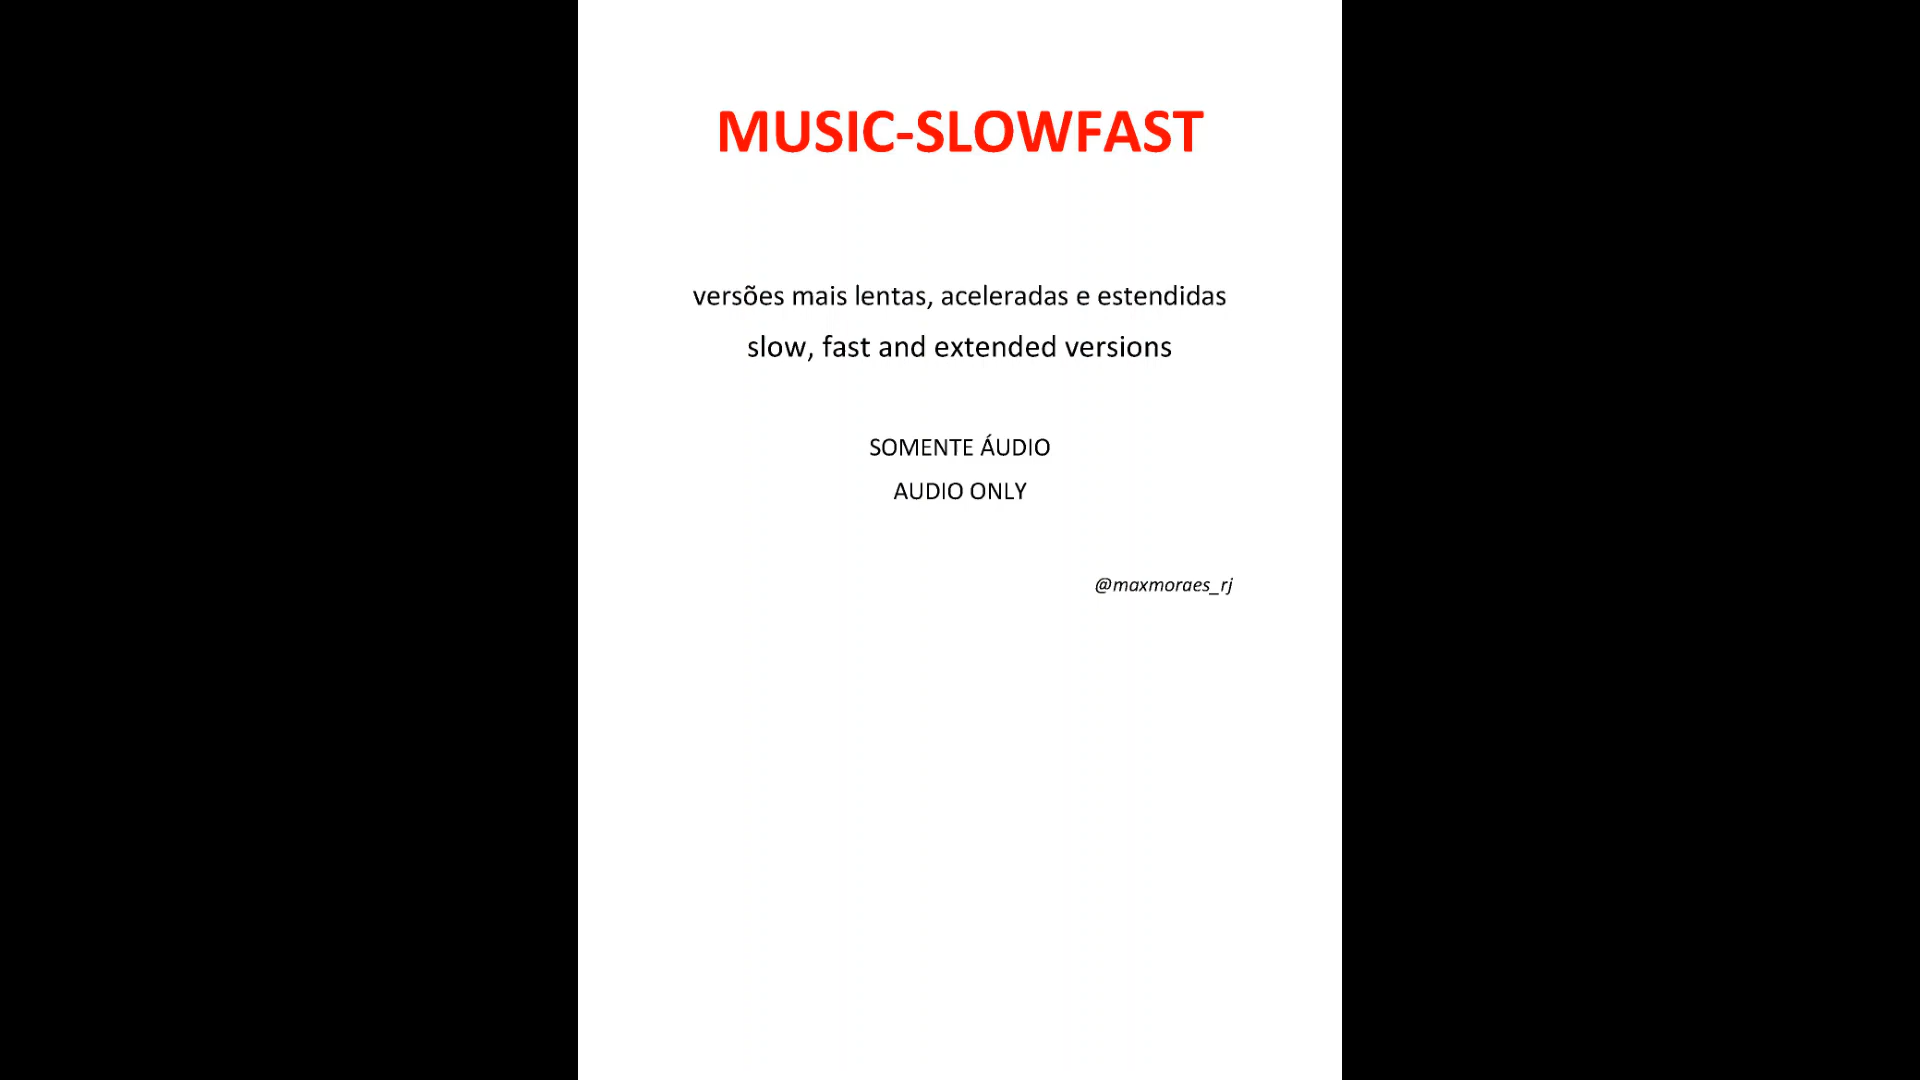 MUSIC-SLOWFAST
versões mais lentas, aceleradas e estendidas
slow, fast and extended versions
SOMENTE ÁUDIO
AUDIO ONLY
@maxmoraes_rj